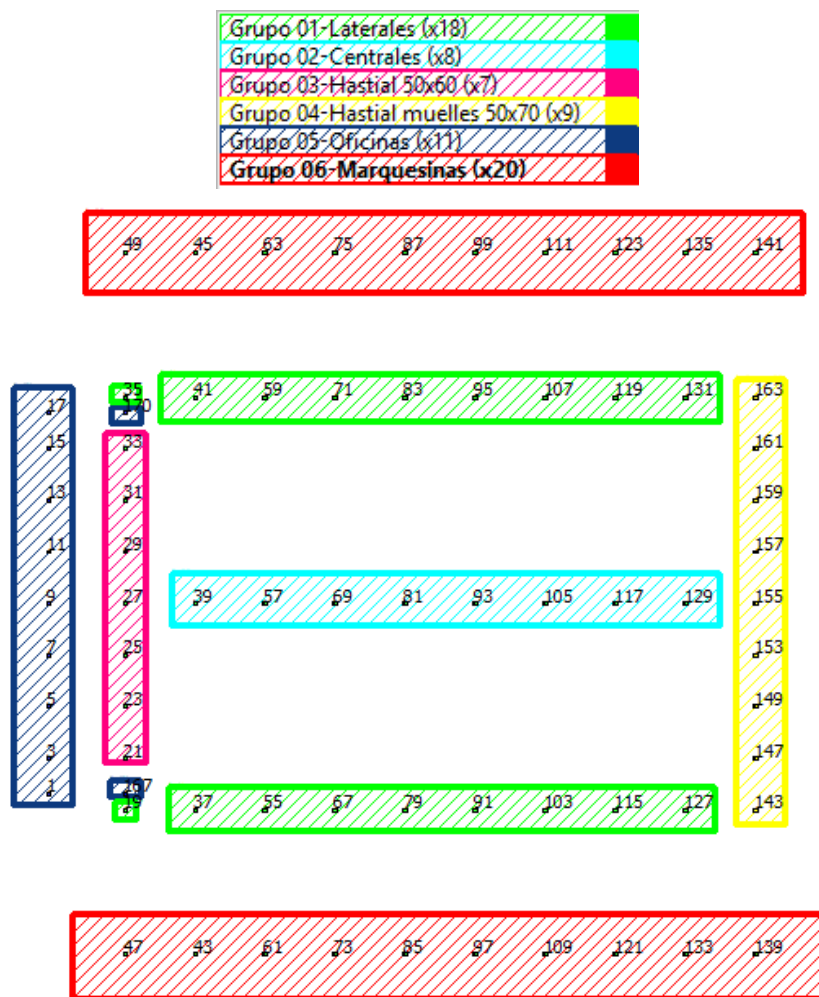 Grupo 01-Laterales (x18)
Grupo 02-Centrales (x8)
Grupo 03-Hastial 50x60 (x7)
Grupo 04-Hastial muelles 50x70 (x9)
Grupo 05-Oficinas (x11)
Grupo 06-Marquesinas (x20)
49 45 63 75 87 99 111 123 135 141
35 41 59 71 83 95 107 119 131 163
17 170
15 33 161
13 31 159
11 29 157
9 27 39 57 69 81 93 105 117 129 155
7 25 153
5 23 149
3 21 147
1 167
19 37 55 67 79 91 103 115 127 143
47 43 61 73 85 97 109 121 133 139